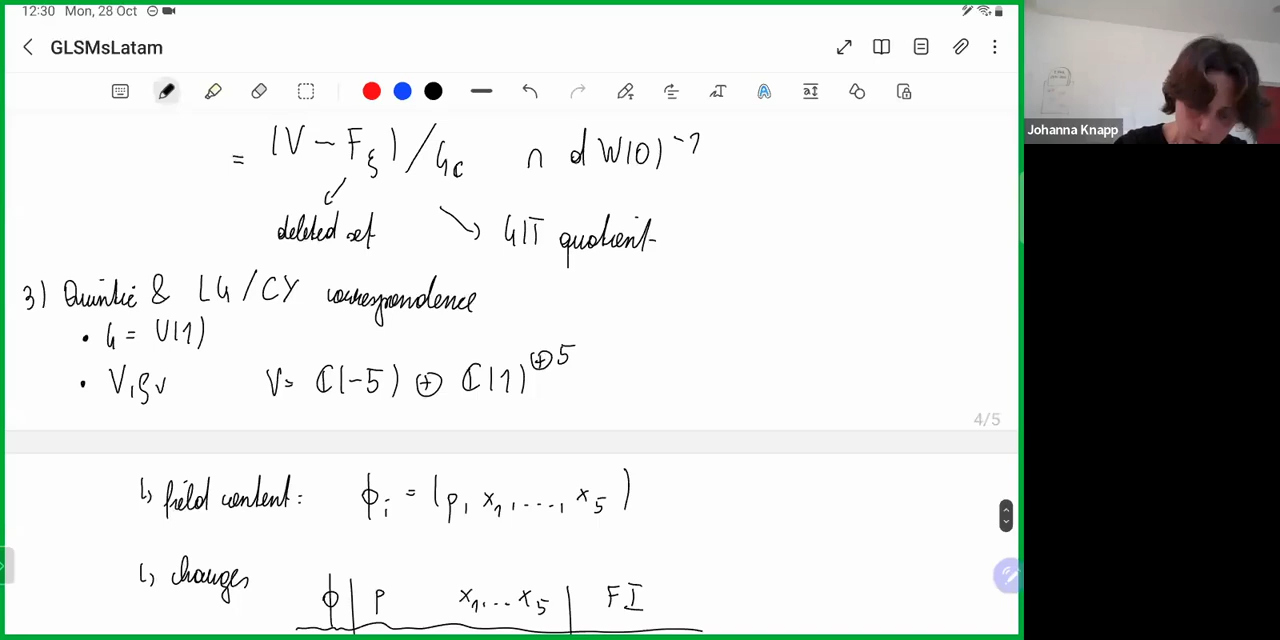 12:30 Mon, 28 Oct
GLSMsLatam
= (V - F_ξ) / G_C ∩ dW(0)^{-1}
deleted set
GIT quotient
3) Quintic & LG/CY correspondence
• G = U(1)
• V, ρ_V V = ℂ(-5) ⊕ ℂ(1)^{⊕5}
4/5
↳ field content: ϕ_i = (p, x_1, ..., x_5)
↳ charges
ϕ | p x_1, ... x_5 | FI
Johanna Knapp